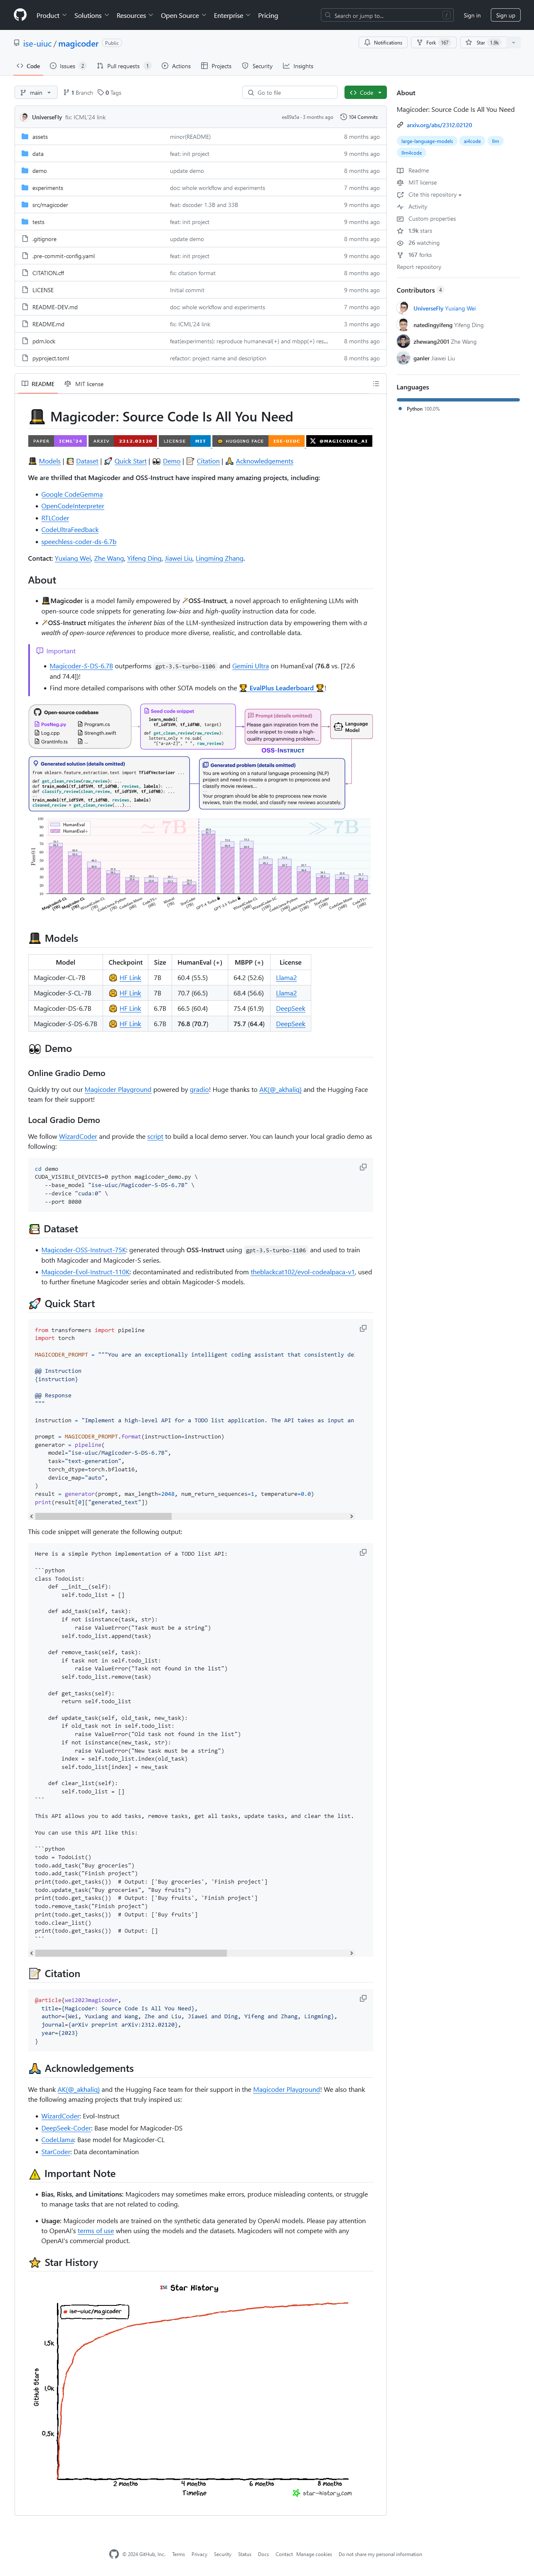 Product Solutions Resources Open Source Enterprise Pricing
Search or jump to... /
Sign in Sign up
ise-uiuc / magicoder Public
Notifications Fork 167 Star 1.9k
Code Issues 2 Pull requests 1 Actions Projects Security Insights
main 1 Branch 0 Tags Go to file Code
UniverseFly fix: ICML'24 link 3 months ago 104 Commits
assets minor(README) 8 months ago
data feat: init project 9 months ago
demo update demo 8 months ago
experiments doc: whole workflow and experiments 7 months ago
src/magicoder feat: dscoder 1.3B and 33B 9 months ago
tests feat: init project 9 months ago
.gitignore update demo 8 months ago
.pre-commit-config.yaml feat: init project 9 months ago
CITATION.cff fix: citation format 8 months ago
LICENSE Initial commit 9 months ago
README-DEV.md doc: whole workflow and experiments 7 months ago
README.md fix: ICML'24 link 3 months ago
pdm.lock feat(experiments): reproduce humaneval(+) and mbpp(+) res... 8 months ago
pyproject.toml refactor: project name and description 8 months ago
About
Magicoder: Source Code Is All You Need
arxiv.org/abs/2312.02120
large-language-models ai4code llm
llm4code
Readme
MIT license
Cite this repository
Activity
Custom properties
1.9k stars
26 watching
167 forks
Report repository
Contributors 4
UniverseFly Yuxiang Wei
natedingyifeng Yifeng Ding
zhewang2001 Zhe Wang
ganler Jiawei Liu
Languages
Python 100.0%
README MIT license
Magicoder: Source Code Is All You Need
PAPER ICML'24 ARXIV 2312.02120 LICENSE MIT HUGGING FACE ISE-UIUC @MAGICODER_AI
Models | Dataset | Quick Start | Demo | Citation | Acknowledgements
We are thrilled that Magicoder and OSS-Instruct have inspired many amazing projects, including:
Google CodeGemma
OpenCodeInterpreter
RTLCoder
CodeUltraFeedback
speechless-coder-ds-6.7b
Contact: Yuxiang Wei, Zhe Wang, Yifeng Ding, Jiawei Liu, Lingming Zhang.
About
Magicoder is a model family empowered by OSS-Instruct, a novel approach to enlightening LLMs with
open-source code snippets for generating low-bias and high-quality instruction data for code.
OSS-Instruct mitigates the inherent bias of the LLM-synthesized instruction data by empowering them with a
wealth of open-source references to produce more diverse, realistic, and controllable data.
Important
Magicoder-S-DS-6.7B outperforms gpt-3.5-turbo-1106 and Gemini Ultra on HumanEval (76.8 vs. [72.6
and 74.4])!
Find more detailed comparisons with other SOTA models on the EvalPlus Leaderboard !
Open-source codebase
PosNeg.py Program.cs
Log.cpp Strength.swift
GrantInfo.ts ...
Seed code snippet
learn_model(
tf_idfSVM, tf_idfNB, target)
def get_clean_review(raw_review):
letters_only = re.sub(
"[^a-zA-Z]", " ", raw_review)
Prompt (details omitted)
Please gain inspiration from the
code snippet to create a
high-quality programming
problem...
Language
Model
OSS-INSTRUCT
Generated solution (details omitted)
from sklearn.feature_extraction.text import TfidfVectorizer ...
def get_clean_review(raw_review): ...
def train_model(tf_idfSVM, tf_idfNB, reviews, labels): ...
def classify_review(clean_review, tf_idfSVM, tf_idfNB): ...
...
train_model(tf_idfSVM, tf_idfNB, reviews, labels)
cleaned_review = get_clean_review(...)...
Generated problem (details omitted)
You are working on a natural language processing (NLP)
project and need to create a program to classify movie
reviews...
Your program should be able to preprocess new movie
reviews, train the model, and classify new reviews accurately.
HumanEval
HumanEval+
7B
7B
Models
Model Checkpoint Size HumanEval (+) MBPP (+) License
Magicoder-CL-7B HF Link 7B 60.4 (55.5) 64.2 (52.6) Llama2
Magicoder-S-CL-7B HF Link 7B 70.7 (66.5) 68.4 (56.6) Llama2
Magicoder-DS-6.7B HF Link 6.7B 66.5 (60.4) 75.4 (61.9) DeepSeek
Magicoder-S-DS-6.7B HF Link 6.7B 76.8 (70.7) 75.7 (64.4) DeepSeek
Demo
Online Gradio Demo
Quickly try out our Magicoder Playground powered by gradio! Huge thanks to AK(@_akhaliq) and the Hugging Face
team for their support!
Local Gradio Demo
We follow WizardCoder and provide the script to build a local demo server. You can launch your local gradio demo as
following:
cd demo
CUDA_VISIBLE_DEVICES=0 python magicoder_demo.py \
--base_model "ise-uiuc/Magicoder-S-DS-6.7B" \
--device "cuda:0" \
--port 8080
Dataset
Magicoder-OSS-Instruct-75K: generated through OSS-Instruct using gpt-3.5-turbo-1106 and used to train
both Magicoder and Magicoder-S series.
Magicoder-Evol-Instruct-110K: decontaminated and redistributed from theblackcat102/evol-codealpaca-v1, used
to further finetune Magicoder series and obtain Magicoder-S models.
Quick Start
from transformers import pipeline
import torch
MAGICODER_PROMPT = """You are an exceptionally intelligent coding assistant that consistently de
@@ Instruction
{instruction}
@@ Response
"""
instruction = "Implement a high-level API for a TODO list application. The API takes as input an
prompt = MAGICODER_PROMPT.format(instruction=instruction)
generator = pipeline(
model="ise-uiuc/Magicoder-S-DS-6.7B",
task="text-generation",
torch_dtype=torch.bfloat16,
device_map="auto",
)
result = generator(prompt, max_length=2048, num_return_sequences=1, temperature=0.0)
print(result[0]["generated_text"])
This code snippet will generate the following output:
Here is a simple Python implementation of a TODO list API:
```python
class TodoList:
def __init__(self):
self.todo_list = []
def add_task(self, task):
if not isinstance(task, str):
raise ValueError("Task must be a string")
self.todo_list.append(task)
def remove_task(self, task):
if task not in self.todo_list:
raise ValueError("Task not found in the list")
self.todo_list.remove(task)
def get_tasks(self):
return self.todo_list
def update_task(self, old_task, new_task):
if old_task not in self.todo_list:
raise ValueError("Old task not found in the list")
if not isinstance(new_task, str):
raise ValueError("New task must be a string")
index = self.todo_list.index(old_task)
self.todo_list[index] = new_task
def clear_list(self):
self.todo_list = []
```
This API allows you to add tasks, remove tasks, get all tasks, update tasks, and clear the list.
You can use this API like this:
```python
todo = TodoList()
todo.add_task("Buy groceries")
todo.add_task("Finish project")
print(todo.get_tasks()) # Output: ['Buy groceries', 'Finish project']
todo.update_task("Buy groceries", "Buy fruits")
print(todo.get_tasks()) # Output: ['Buy fruits', 'Finish project']
todo.remove_task("Finish project")
print(todo.get_tasks()) # Output: ['Buy fruits']
todo.clear_list()
print(todo.get_tasks()) # Output: []
```
Citation
@article{wei2023magicoder,
title={Magicoder: Source Code Is All You Need},
author={Wei, Yuxiang and Wang, Zhe and Liu, Jiawei and Ding, Yifeng and Zhang, Lingming},
journal={arXiv preprint arXiv:2312.02120},
year={2023}
}
Acknowledgements
We thank AK(@_akhaliq) and the Hugging Face team for their support in the Magicoder Playground! We also thank
the following amazing projects that truly inspired us:
WizardCoder: Evol-Instruct
DeepSeek-Coder: Base model for Magicoder-DS
CodeLlama: Base model for Magicoder-CL
StarCoder: Data decontamination
Important Note
Bias, Risks, and Limitations: Magicoders may sometimes make errors, produce misleading contents, or struggle
to manage tasks that are not related to coding.
Usage: Magicoder models are trained on the synthetic data generated by OpenAI models. Please pay attention
to OpenAI's terms of use when using the models and the datasets. Magicoders will not compete with any
OpenAI's commercial product.
Star History
Star History
ise-uiuc/magicoder
1.5k
1.0k
0.5k
GitHub Stars
2 months 4 months 6 months 8 months
Timeline
star-history.com
© 2024 GitHub, Inc. Terms Privacy Security Status Docs Contact Manage cookies Do not share my personal information